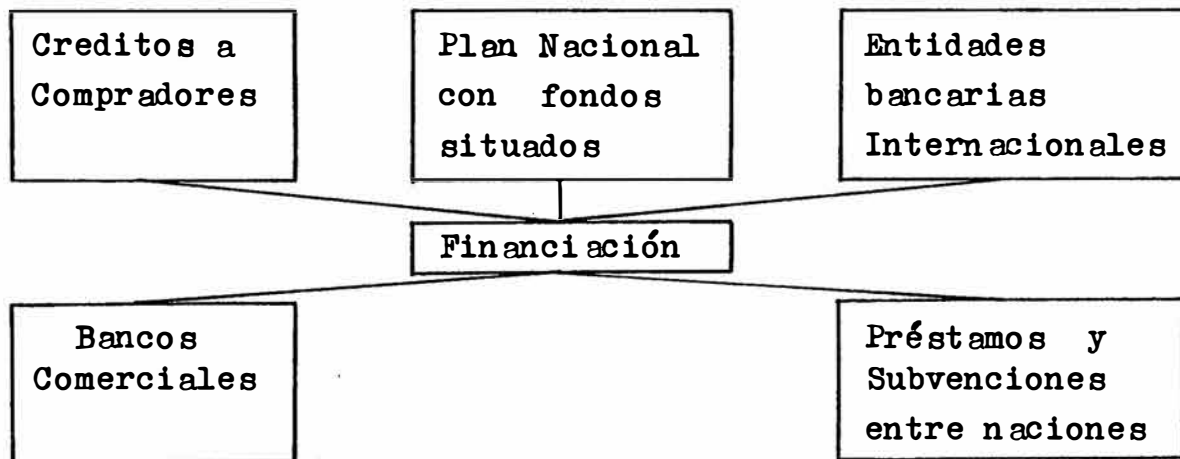 Creditos a
Compradores
Plan Nacional
con fondos
situados
Entidades
bancarias
Internacionales
Financiación
Bancos
Comerciales
Préstamos y
Subvenciones
entre naciones